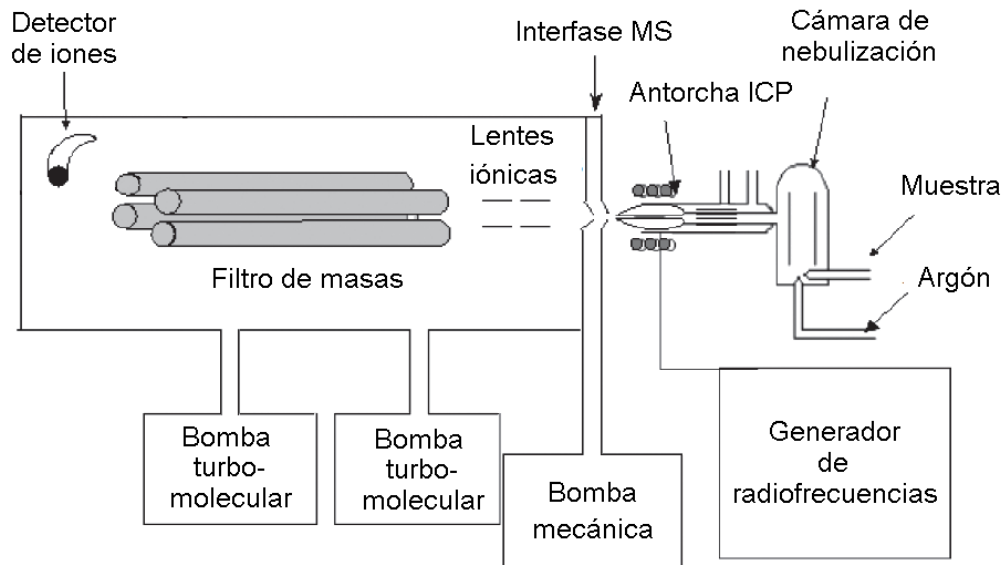 Detector
de iones
Interfase MS
Cámara de
nebulización
Antorcha ICP
Lentes
iónicas
Muestra
Argón
Filtro de masas
Bomba
turbo-
molecular
Bomba
turbo-
molecular
Bomba
mecánica
Generador
de
radiofrecuencias